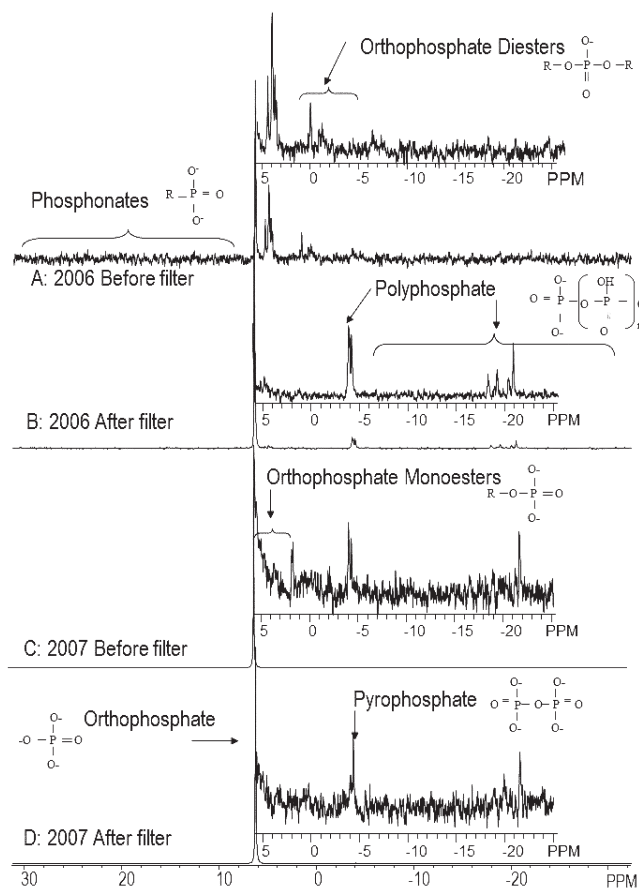 Orthophosphate Diesters
O-
R —O—P—O — R
O
5 0 -5 -10 -15 -20 PPM
Phosphonates
O-
R —P = O
O-
A: 2006 Before filter
Polyphosphate
O- OH
O = P O P
O- O
5 0 -5 -10 -15 -20 PPM
B: 2006 After filter
Orthophosphate Monoesters
O-
R —O—P=O
O-
5 0 -5 -10 -15 -20 PPM
C: 2007 Before filter
Orthophosphate
O-
-O —P=O
O-
Pyrophosphate
O- O-
O = P —O—P = O
O- O-
5 0 -5 -10 -15 -20 PPM
D: 2007 After filter
30 20 10 0 -10 -20 PPM